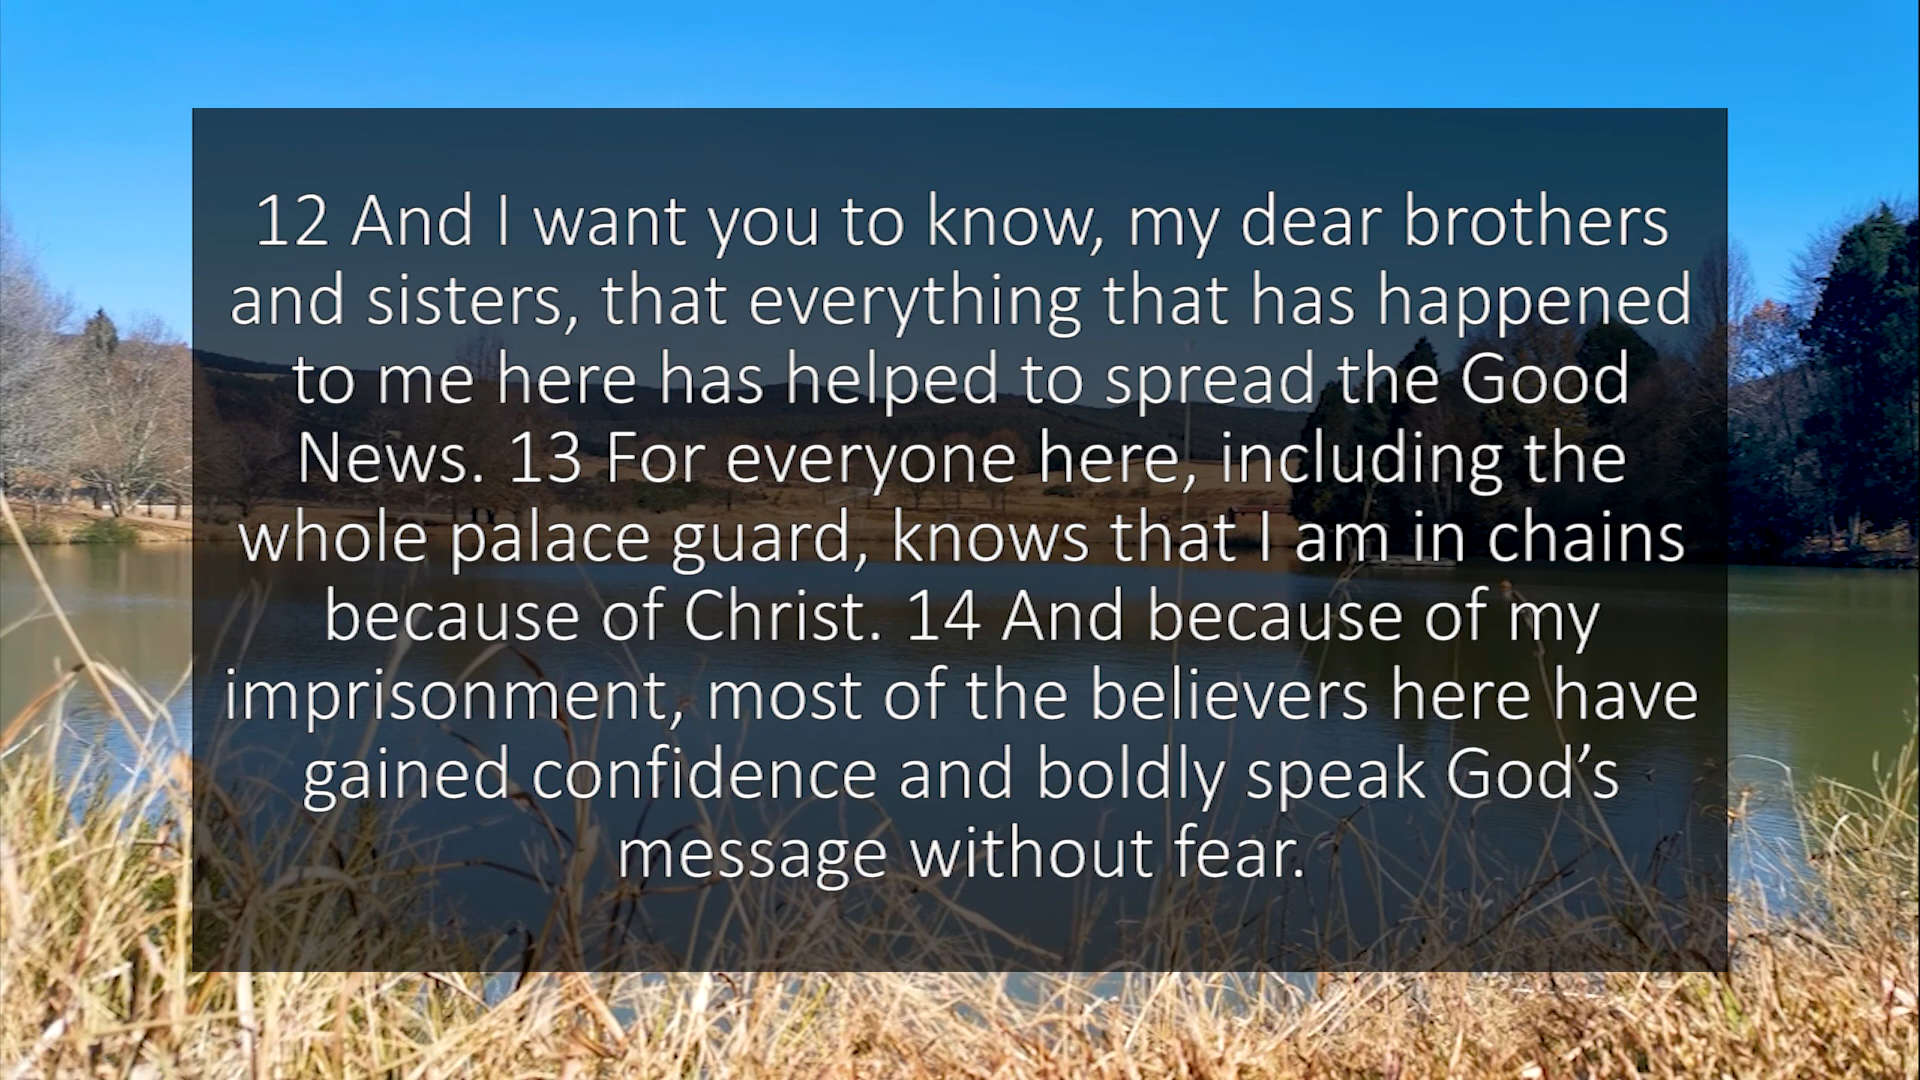 12 And I want you to know, my dear brothers
and sisters, that everything that has happened
to me here has helped to spread the Good
News. 13 For everyone here, including the
whole palace guard, knows that I am in chains
because of Christ. 14 And because of my
imprisonment, most of the believers here have
gained confidence and boldly speak God’s
message without fear.